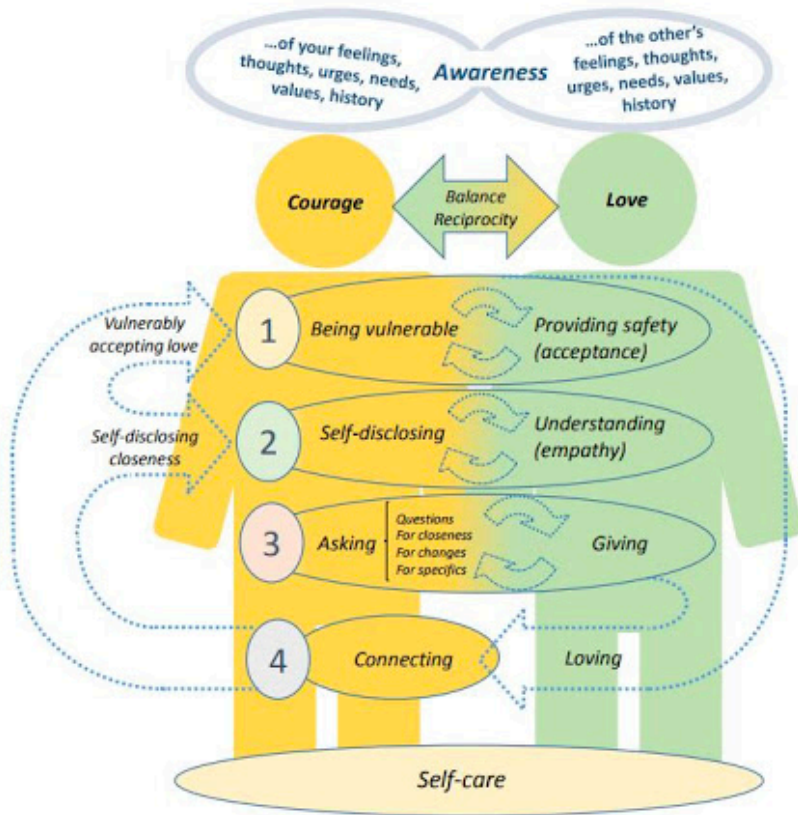 ...of your feelings,
thoughts, urges, needs,
values, history
Awareness
...of the other's
feelings, thoughts,
urges, needs, values,
history
Courage
Balance
Reciprocity
Love
Vulnerably
accepting love
1
Being vulnerable
Providing safety
(acceptance)
Self-disclosing
closeness
2
Self-disclosing
Understanding
(empathy)
3
Asking
Questions
For closeness
For changes
For specifics
Giving
4
Connecting
Loving
Self-care